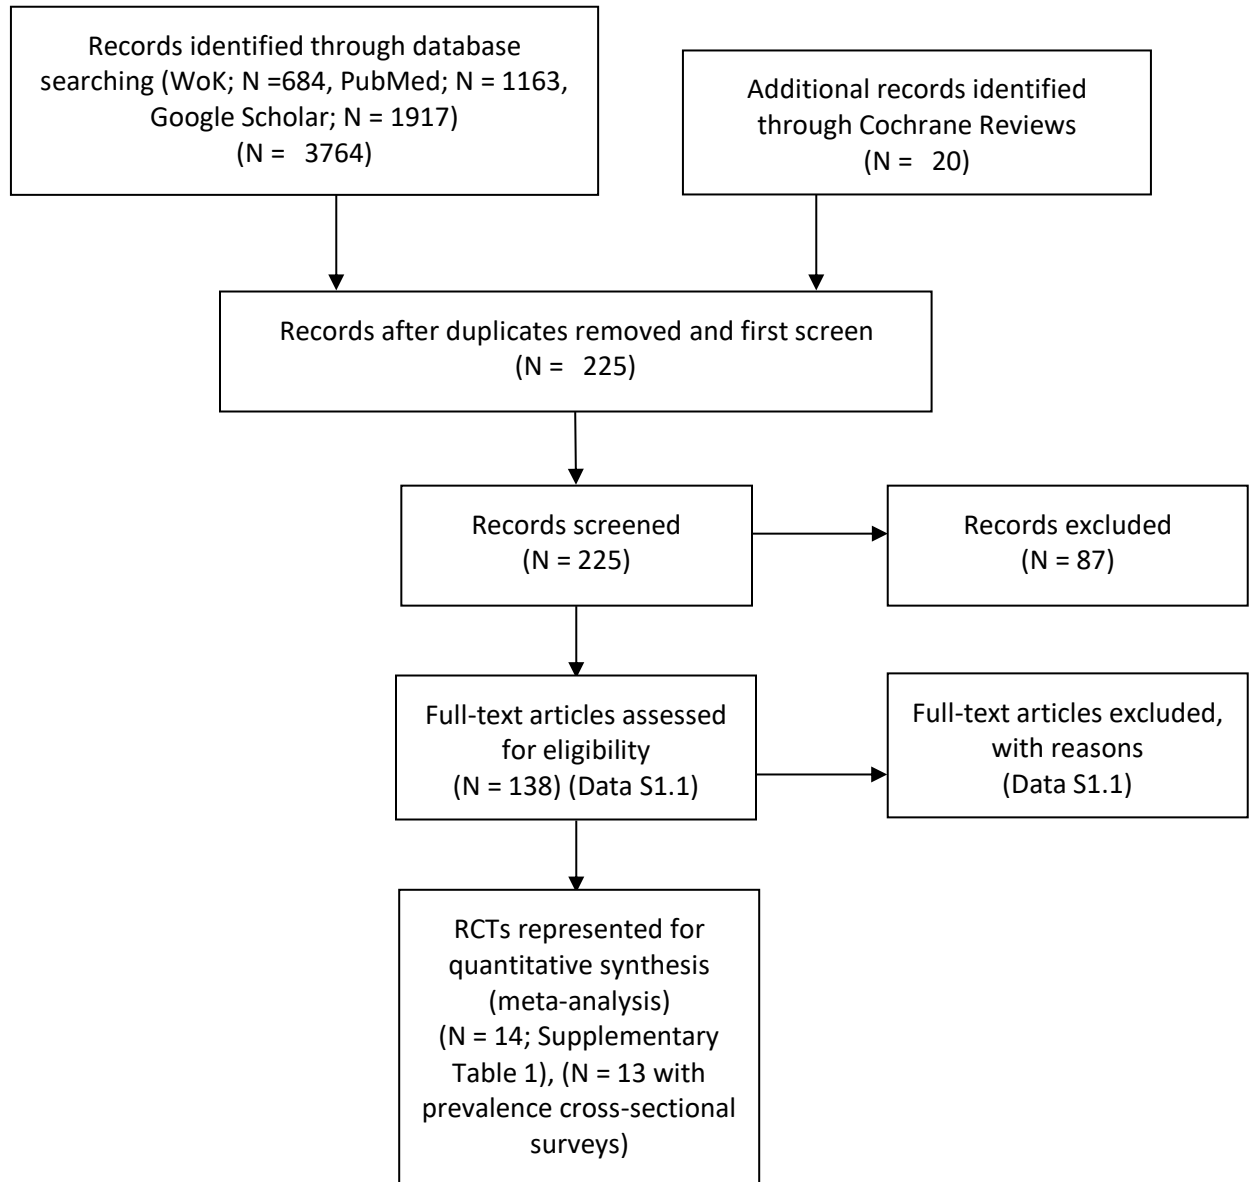 Records identified through database
searching (WoK; N =684, PubMed; N = 1163,
Google Scholar; N = 1917)
(N =   3764)
Additional records identified
through Cochrane Reviews
(N =   20)
Records after duplicates removed and first screen
(N =   225)
Records screened
(N = 225)
Records excluded
(N = 87)
Full-text articles assessed
for eligibility
(N = 138) (Data S1.1)
Full-text articles excluded,
with reasons
(Data S1.1)
RCTs represented for
quantitative synthesis
(meta-analysis)
(N = 14; Supplementary
Table 1), (N = 13 with
prevalence cross-sectional
surveys)